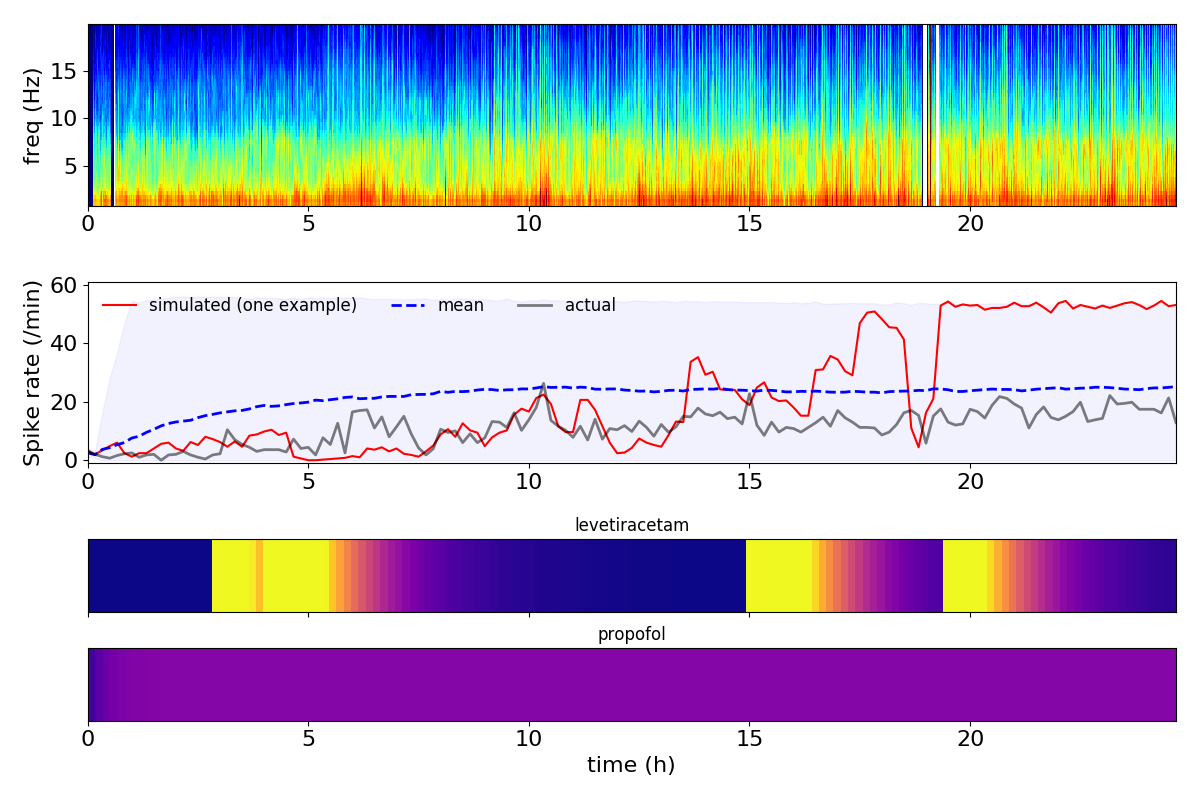 freq (Hz)
15
10
5
0 5 10 15 20
Spike rate (/min)
60
40
20
0
simulated (one example) mean actual
0 5 10 15 20
levetiracetam
propofol
0 5 10 15 20
time (h)